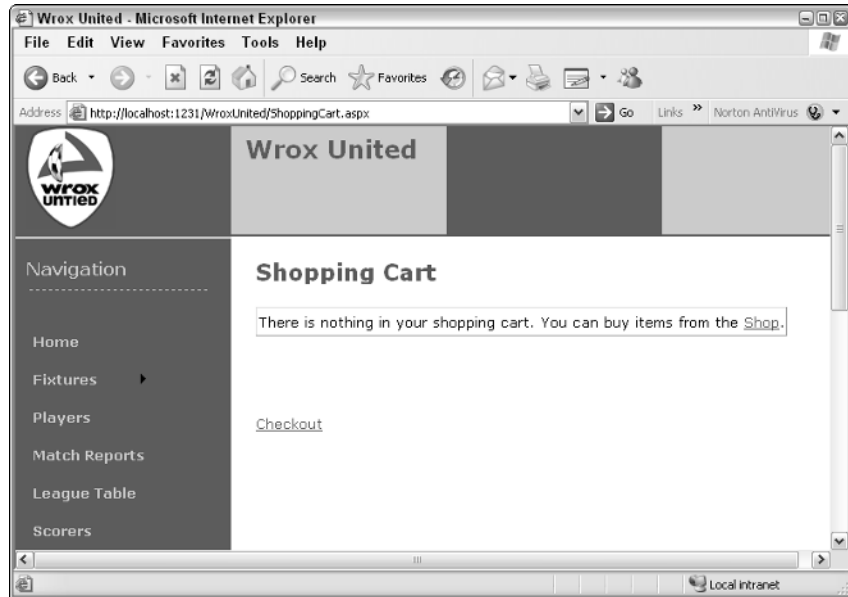 Wrox United - Microsoft Internet Explorer
File Edit View Favorites Tools Help
Back Search Favorites
Address http://localhost:1231/WroxUnited/ShoppingCart.aspx Go Links » Norton AntiVirus
wrox
UNTIED
Wrox United
Navigation
Home
Fixtures
Players
Match Reports
League Table
Scorers
Shopping Cart
There is nothing in your shopping cart. You can buy items from the Shop.
Checkout
Local intranet